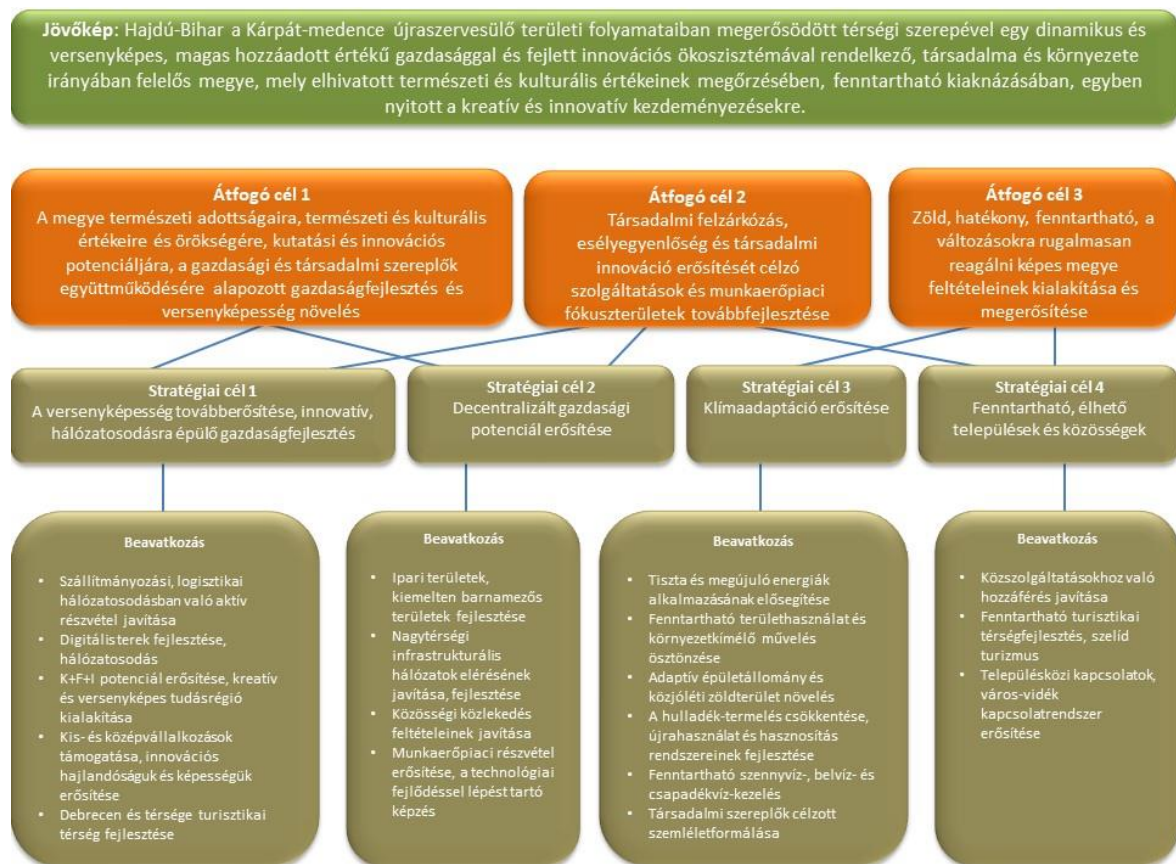 Jövőkép: Hajdú-Bihar a Kárpát-medence újraszervesülő területi folyamataiban megerősödött térségi szerepével egy dinamikus és
versenyképes, magas hozzáadott értékű gazdasággal és fejlett innovációs ökoszisztémával rendelkező, társadalma és környezete
irányában felelős megye, mely elhivatott természeti és kulturális értékeinek megőrzésében, fenntartható kiaknázásában, egyben
nyitott a kreatív és innovatív kezdeményezésekre.
Átfogó cél 1
A megye természeti adottságaira, természeti és kulturális
értékeire és örökségére, kutatási és innovációs
potenciáljára, a gazdasági és társadalmi szereplők
együttműködésére alapozott gazdaságfejlesztés és
versenyképesség növelés
Átfogó cél 2
Társadalmi felzárkózás,
esélyegyenlőség és társadalmi
innováció erősítését célzó
szolgáltatások és munkaerőpiaci
fókuszterületek továbbfejlesztése
Átfogó cél 3
Zöld, hatékony, fenntartható, a
változásokra rugalmasan
reagálni képes megye
feltételeinek kialakítása és
megerősítése
Stratégiai cél 1
A versenyképesség továbberősítése, innovatív,
hálózatosodásra épülő gazdaságfejlesztés
Stratégiai cél 2
Decentralizált gazdasági
potenciál erősítése
Stratégiai cél 3
Klímaadaptáció erősítése
Stratégiai cél 4
Fenntartható, élhető
települések és közösségek
Beavatkozás
• Szállítmányozási, logisztikai
hálózatosodásban való aktív
részvétel javítása
• Digitális terek fejlesztése,
hálózatosodás
• K+F+I potenciál erősítése, kreatív
és versenyképes tudásrégió
kialakítása
• Kis- és középvállalkozások
támogatása, innovációs
hajlandóságuk és képességük
erősítése
• Debrecen és térsége turisztikai
térség fejlesztése
Beavatkozás
• Ipari területek,
kiemelten barnamezős
területek fejlesztése
• Nagytérségi
infrastrukturális
hálózatok elérésének
javítása, fejlesztése
• Közösségi közlekedés
feltételeinek javítása
• Munkaerőpiaci részvétel
erősítése, a technológiai
fejlődéssel lépést tartó
képzés
Beavatkozás
• Tiszta és megújuló energiák
alkalmazásának elősegítése
• Fenntartható területhasználat és
környezetkímélő művelés
ösztönzése
• Adaptív épületállomány és
közjóléti zöldterület növelés
• A hulladék-termelés csökkentése,
újrahasználat és hasznosítás
rendszereinek fejlesztése
• Fenntartható szennyvíz-, belvíz- és
csapadékvíz-kezelés
• Társadalmi szereplők célzott
szemléletformálása
Beavatkozás
• Közszolgáltatásokhoz való
hozzáférés javítása
• Fenntartható turisztikai
térségfejlesztés, szelíd
turizmus
• Településközi kapcsolatok,
város-vidék
kapcsolatrendszer
erősítése